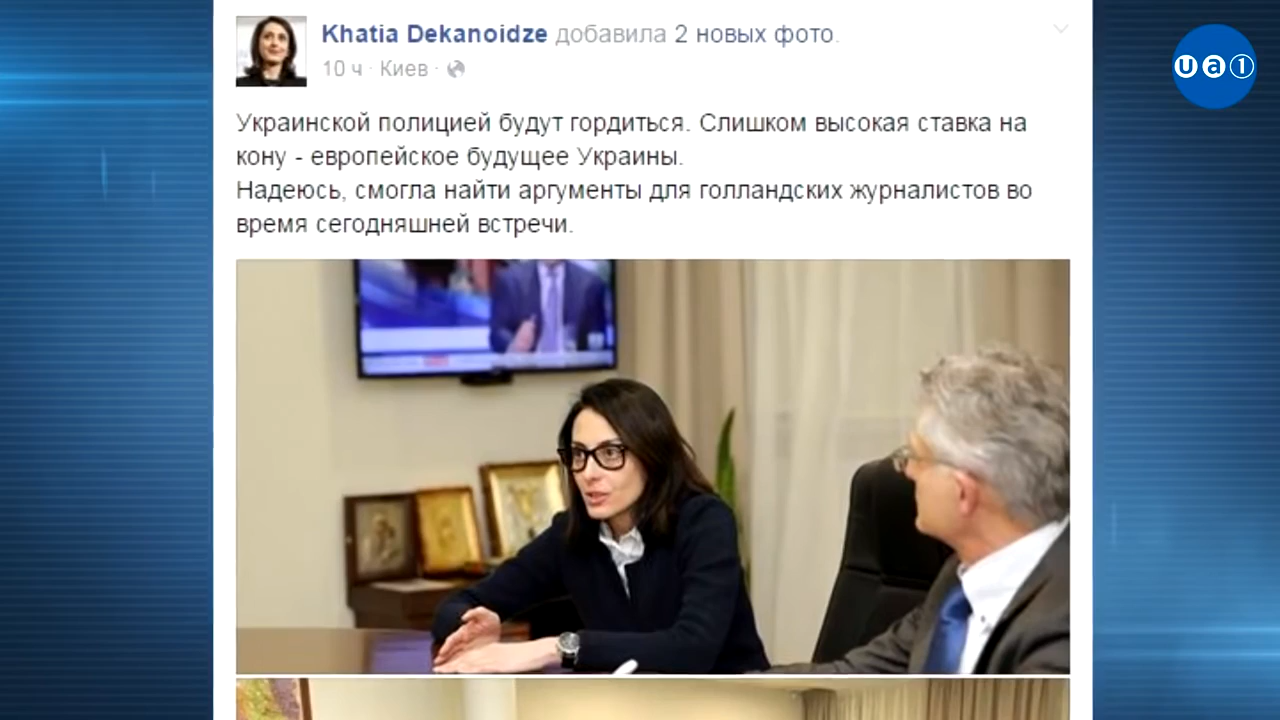 Khatia Dekanoidze добавила 2 новых фото.
10 ч · Киев ·
ua1
Украинской полицией будут гордиться. Слишком высокая ставка на
кону - европейское будущее Украины.
Надеюсь, смогла найти аргументы для голландских журналистов во
время сегодняшней встречи.